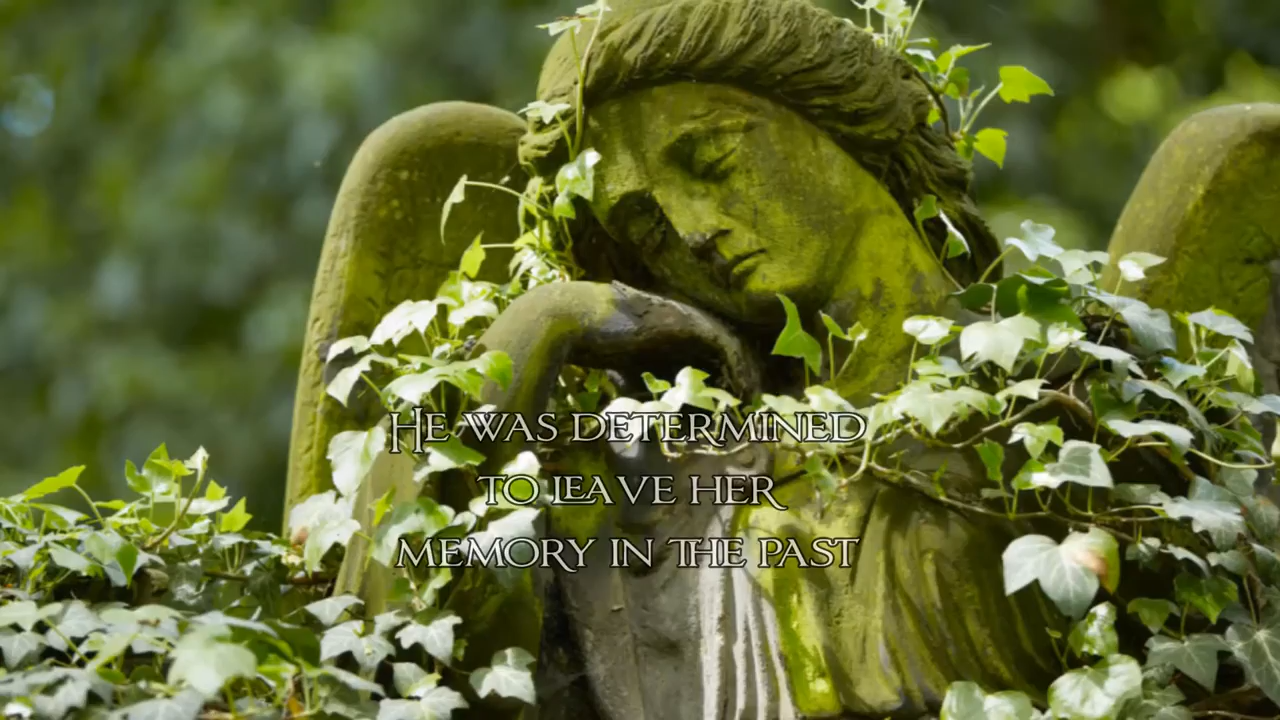 He was determined
to leave her
memory in the past